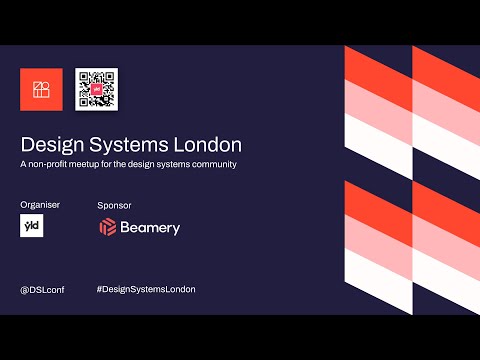 Design Systems London
A non-profit meetup for the design systems community
Organiser
Sponsor
yld
Beamery
@DSLconf
#DesignSystemsLondon